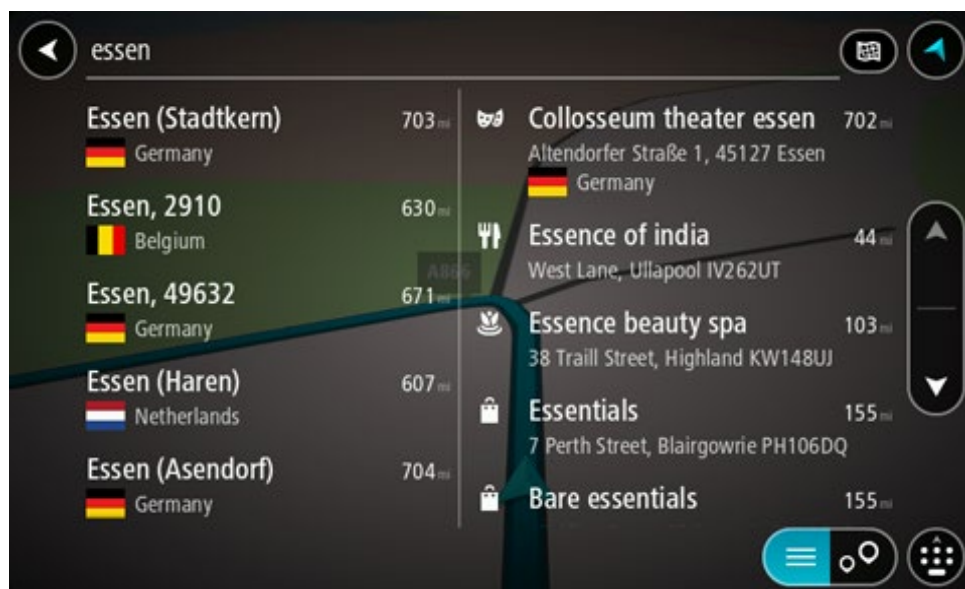 essen
Essen (Stadtkern) 703 mi
Germany
Essen, 2910 630 mi
Belgium
Essen, 49632 671 mi
Germany
Essen (Haren) 607 mi
Netherlands
Essen (Asendorf) 704 mi
Germany
Collosseum theater essen 702 mi
Altendorfer Straße 1, 45127 Essen
Germany
Essence of india 44 mi
West Lane, Ullapool IV262UT
Essence beauty spa 103 mi
38 Traill Street, Highland KW148UJ
Essentials 155 mi
7 Perth Street, Blairgowrie PH106DQ
Bare essentials 155 mi